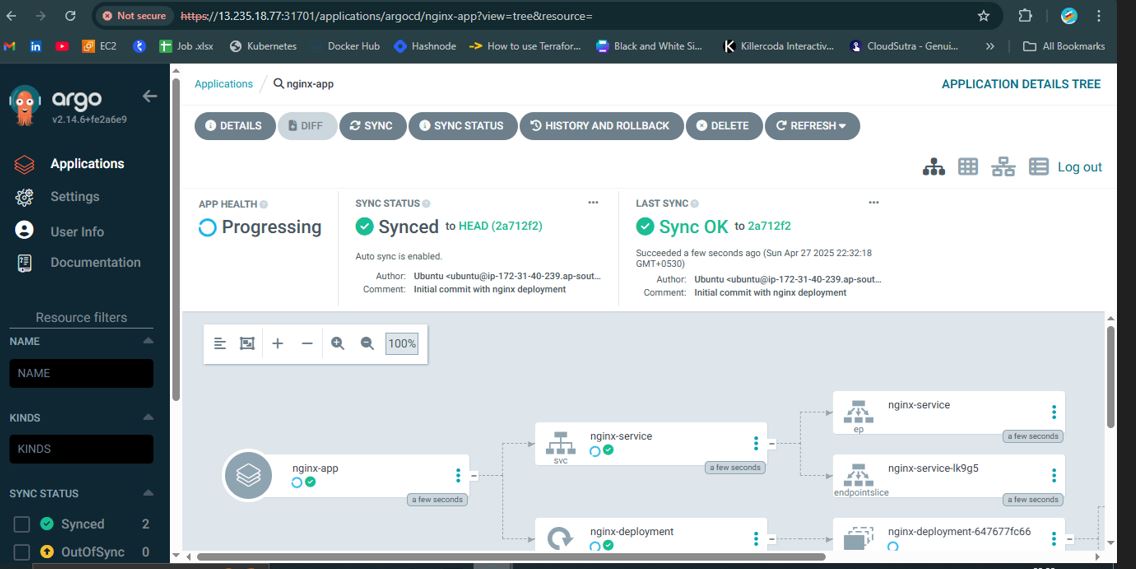 Not secure https://13.235.18.77:31701/applications/argocd/nginx-app?view=tree&resource=
EC2 Job .xlsx Kubernetes Docker Hub Hashnode How to use Terrafor... Black and White Si... Killercoda Interactiv... CloudSutra - Genui... » All Bookmarks
argo
v2.14.6+fe2a6e9
Applications
Settings
User Info
Documentation
Resource filters
NAME
NAME
KINDS
KINDS
SYNC STATUS
Synced 2
OutOfSync 0
Applications / nginx-app
APPLICATION DETAILS TREE
DETAILS DIFF SYNC SYNC STATUS HISTORY AND ROLLBACK DELETE REFRESH
Log out
APP HEALTH
Progressing
SYNC STATUS
Synced to HEAD (2a712f2)
Auto sync is enabled.
Author: Ubuntu <ubuntu@ip-172-31-40-239.ap-sout...
Comment: Initial commit with nginx deployment
LAST SYNC
Sync OK to 2a712f2
Succeeded a few seconds ago (Sun Apr 27 2025 22:32:18
GMT+0530)
Author: Ubuntu <ubuntu@ip-172-31-40-239.ap-sout...
Comment: Initial commit with nginx deployment
100%
nginx-app
a few seconds
nginx-service
svc
a few seconds
nginx-deployment
nginx-service
ep
a few seconds
nginx-service-lk9g5
endpointslice
a few seconds
nginx-deployment-647677fc66